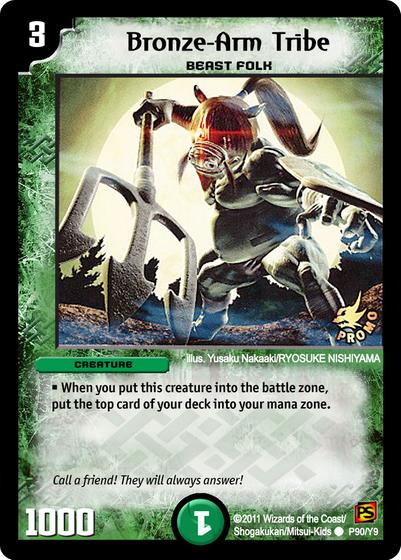 3
Bronze-Arm Tribe
BEAST FOLK
PROMO
Illus. Yusaku Nakaaki/RYOSUKE NISHIYAMA
CREATURE
▪ When you put this creature into the battle zone,
put the top card of your deck into your mana zone.
Call a friend! They will always answer!
1000
1
©2011 Wizards of the Coast/
Shogakukan/Mitsui-Kids ● P90/Y9
PS